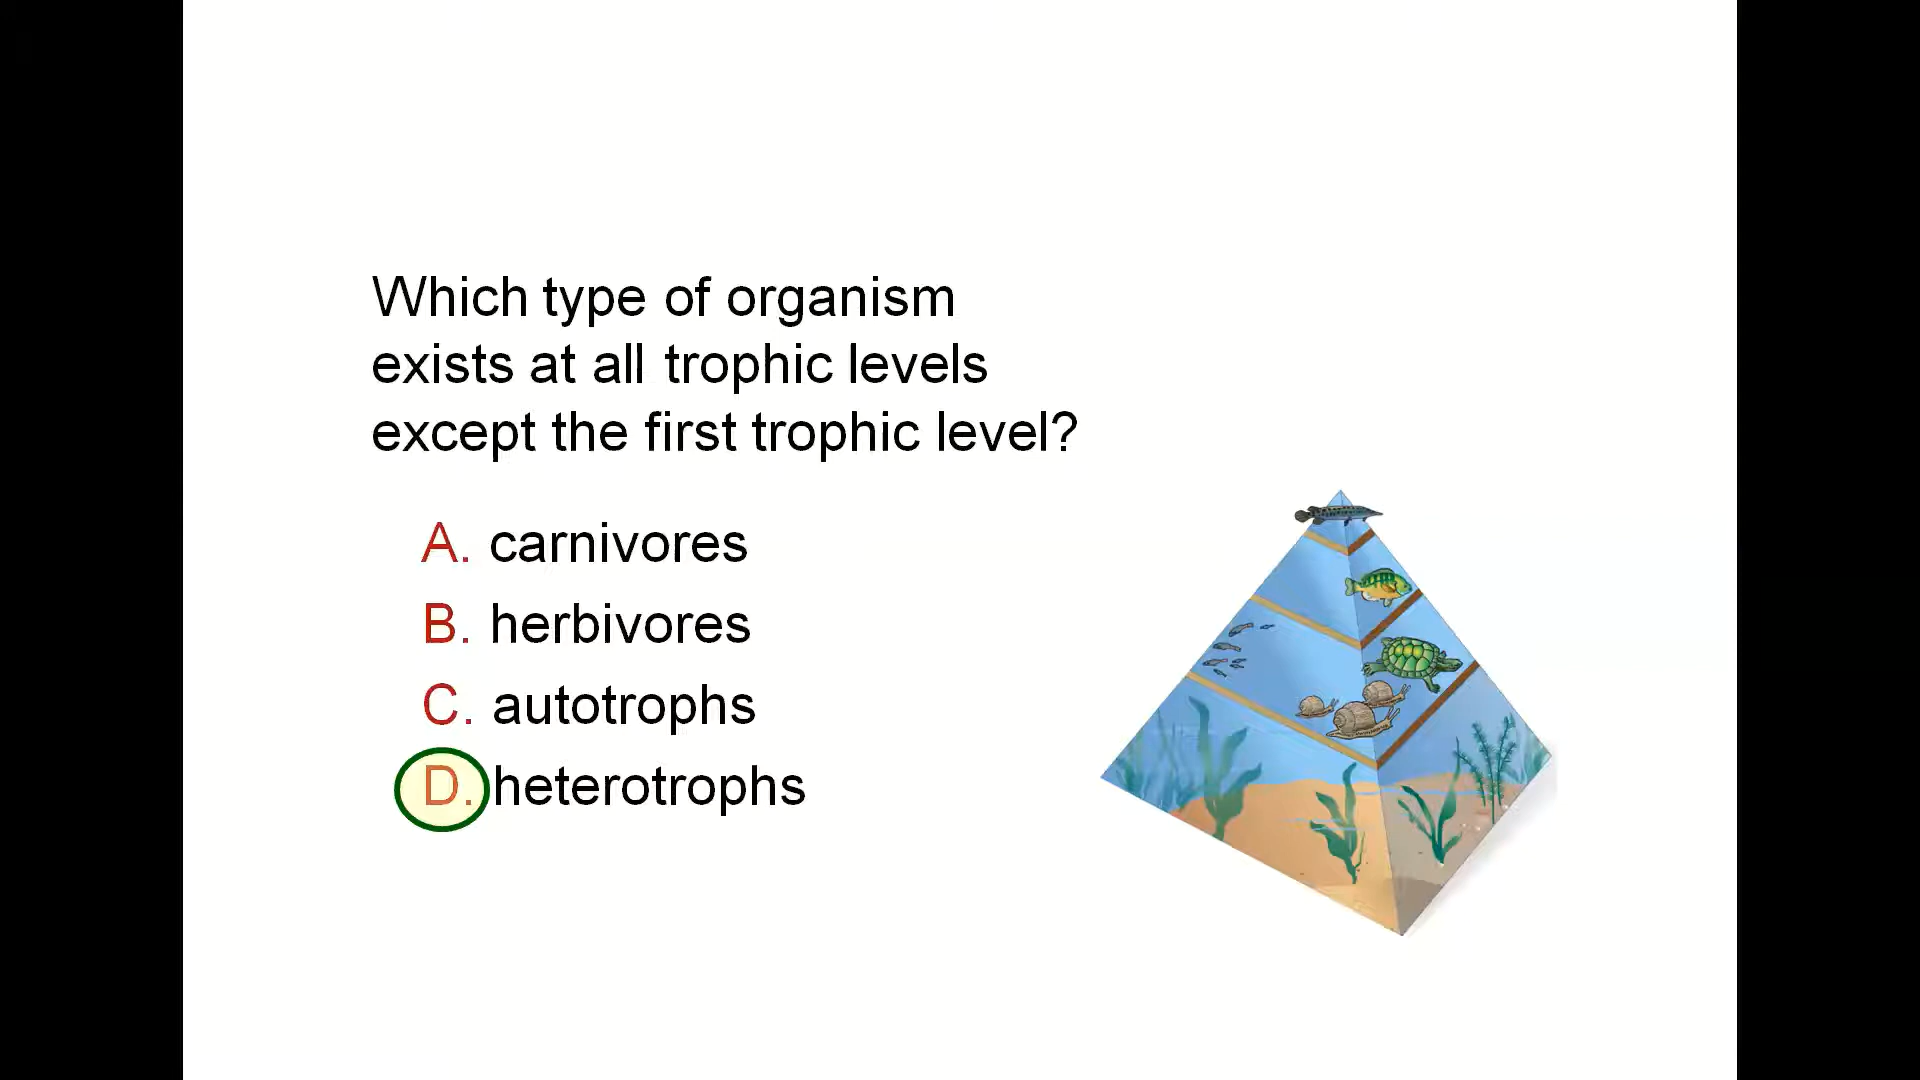 Which type of organism
exists at all trophic levels
except the first trophic level?
A. carnivores
B. herbivores
C. autotrophs
D. heterotrophs